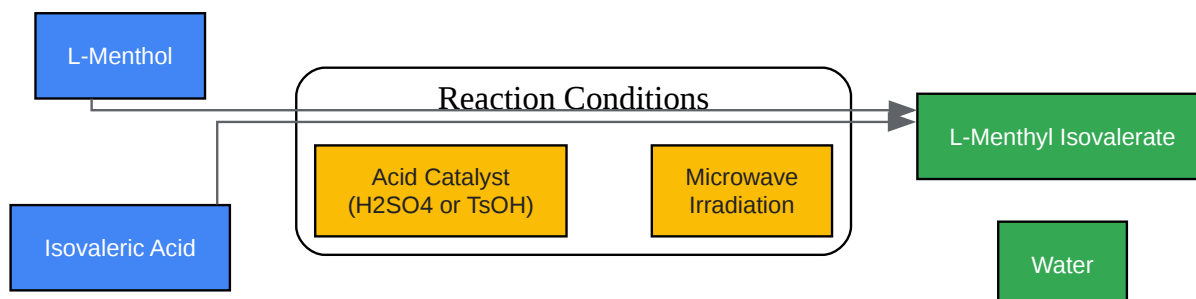 L-Menthol
Reaction Conditions
L-Menthyl Isovalerate
Acid Catalyst
(H2SO4 or TsOH)
Microwave
Irradiation
Isovaleric Acid
Water